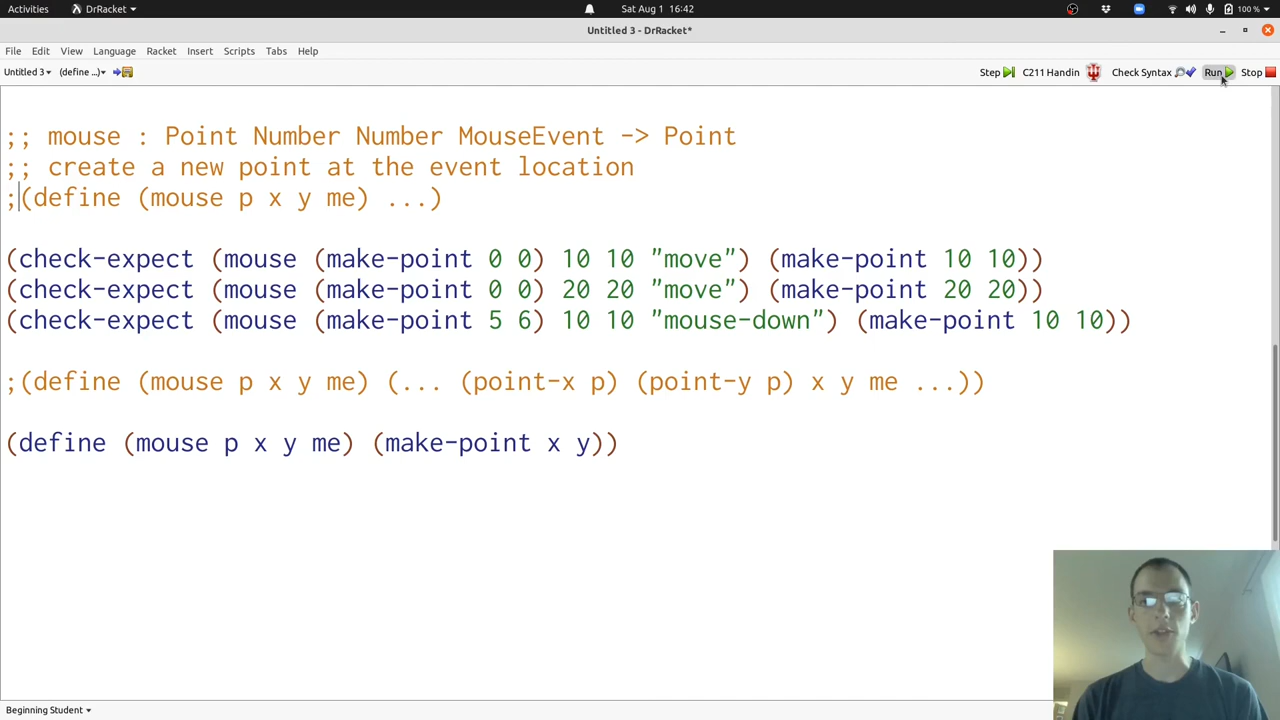 Activities DrRacket Sat Aug 1 16:42 100 %
Untitled 3 - DrRacket*
File Edit View Language Racket Insert Scripts Tabs Help
Untitled 3 (define ...) Step C211 Handin Check Syntax Run Stop
;; mouse : Point Number Number MouseEvent -> Point
;; create a new point at the event location
;(define (mouse p x y me) ...)
(check-expect (mouse (make-point 0 0) 10 10 "move") (make-point 10 10))
(check-expect (mouse (make-point 0 0) 20 20 "move") (make-point 20 20))
(check-expect (mouse (make-point 5 6) 10 10 "mouse-down") (make-point 10 10))
;(define (mouse p x y me) (... (point-x p) (point-y p) x y me ...))
(define (mouse p x y me) (make-point x y))
Beginning Student